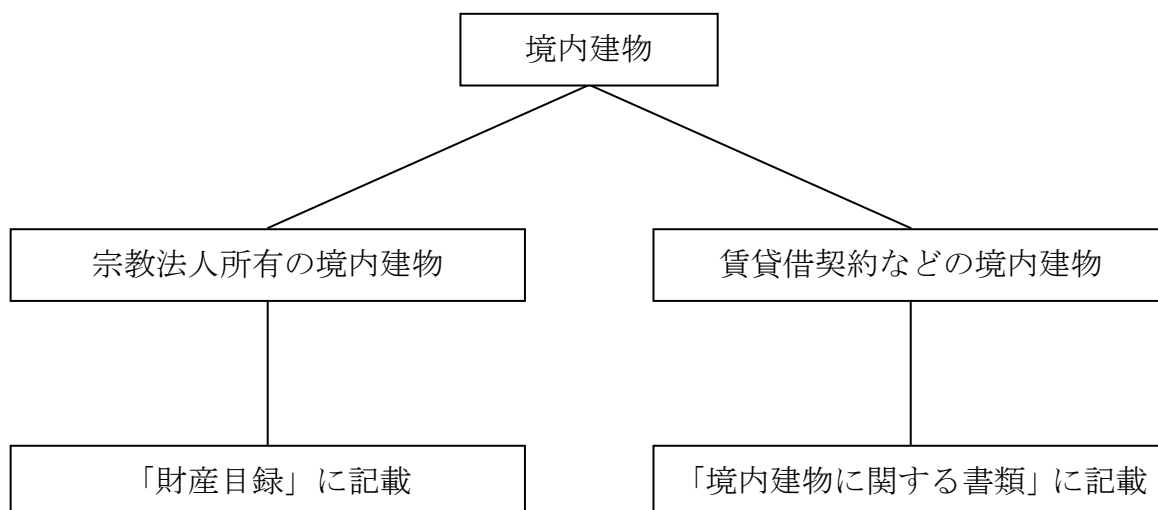 境内建物
宗教法人所有の境内建物
賃貸借契約などの境内建物
「財産目録」に記載
「境内建物に関する書類」に記載